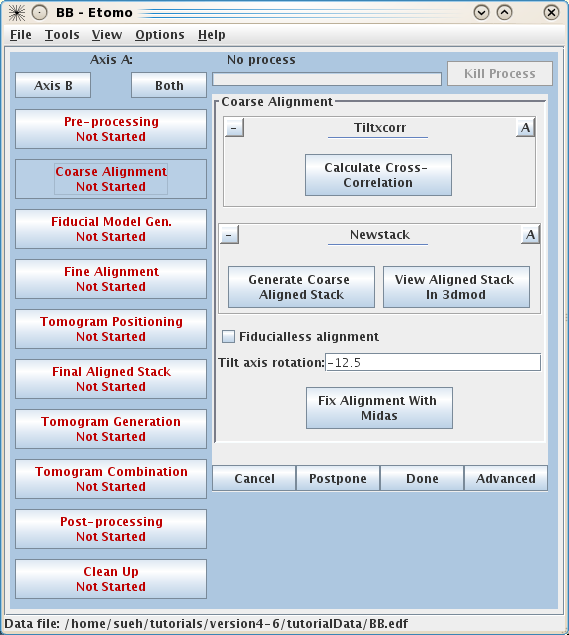 BB - Etomo
File Tools View Options Help
Axis A:
No process
Axis B
Both
Kill Process
Pre-processing
Not Started
Coarse Alignment
Not Started
Fiducial Model Gen.
Not Started
Fine Alignment
Not Started
Tomogram Positioning
Not Started
Final Aligned Stack
Not Started
Tomogram Generation
Not Started
Tomogram Combination
Not Started
Post-processing
Not Started
Clean Up
Not Started
Coarse Alignment
- Tiltxcorr A
Calculate Cross-
Correlation
- Newstack A
Generate Coarse
Aligned Stack
View Aligned Stack
In 3dmod
Fiducialless alignment
Tilt axis rotation: -12.5
Fix Alignment With
Midas
Cancel Postpone Done Advanced
Data file: /home/sueh/tutorials/version4-6/tutorialData/BB.edf